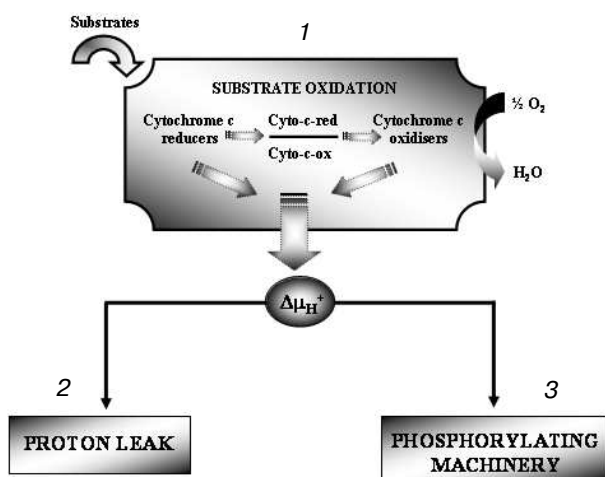 Substrates
1
SUBSTRATE OXIDATION
Cytochrome c reducers
Cyto-c-red
Cyto-c-ox
Cytochrome c oxidisers
½ O₂
H₂O
Δμ_H⁺
2
3
PROTON LEAK
PHOSPHORYLATING
MACHINERY